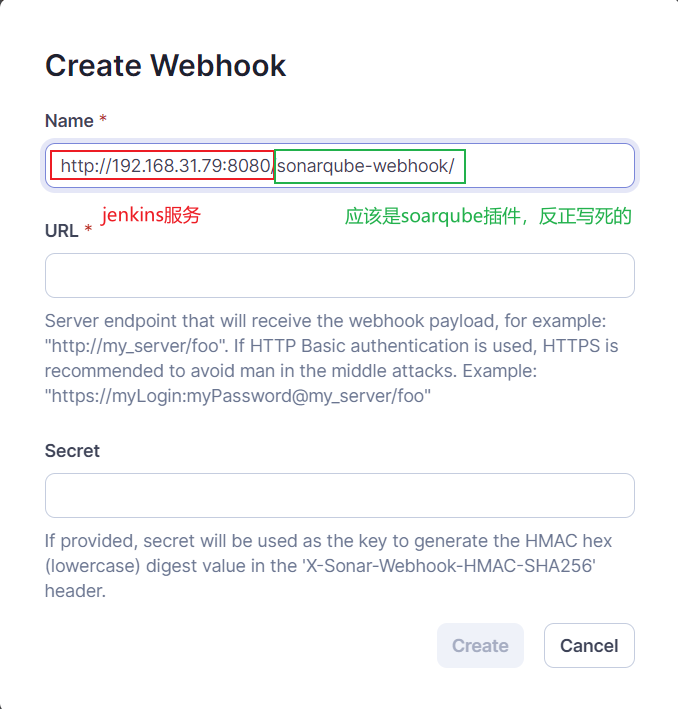 Create Webhook
Name *
http://192.168.31.79:8080/sonarqube-webhook/
jenkins服务
应该是soarqube插件，反正写死的
URL *
Server endpoint that will receive the webhook payload, for example:
"http://my_server/foo". If HTTP Basic authentication is used, HTTPS is
recommended to avoid man in the middle attacks. Example:
"https://myLogin:myPassword@my_server/foo"
Secret
If provided, secret will be used as the key to generate the HMAC hex
(lowercase) digest value in the 'X-Sonar-Webhook-HMAC-SHA256'
header.
Create
Cancel